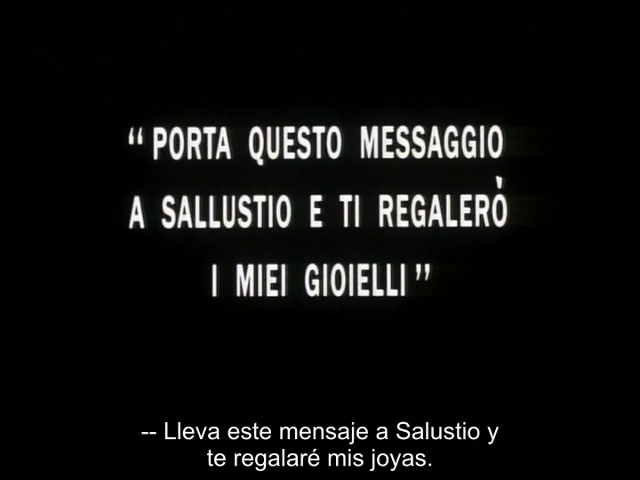 “PORTA QUESTO MESSAGGIO
A SALLUSTIO E TI REGALERÒ
I MIEI GIOIELLI”
-- Lleva este mensaje a Salustio y
te regalaré mis joyas.